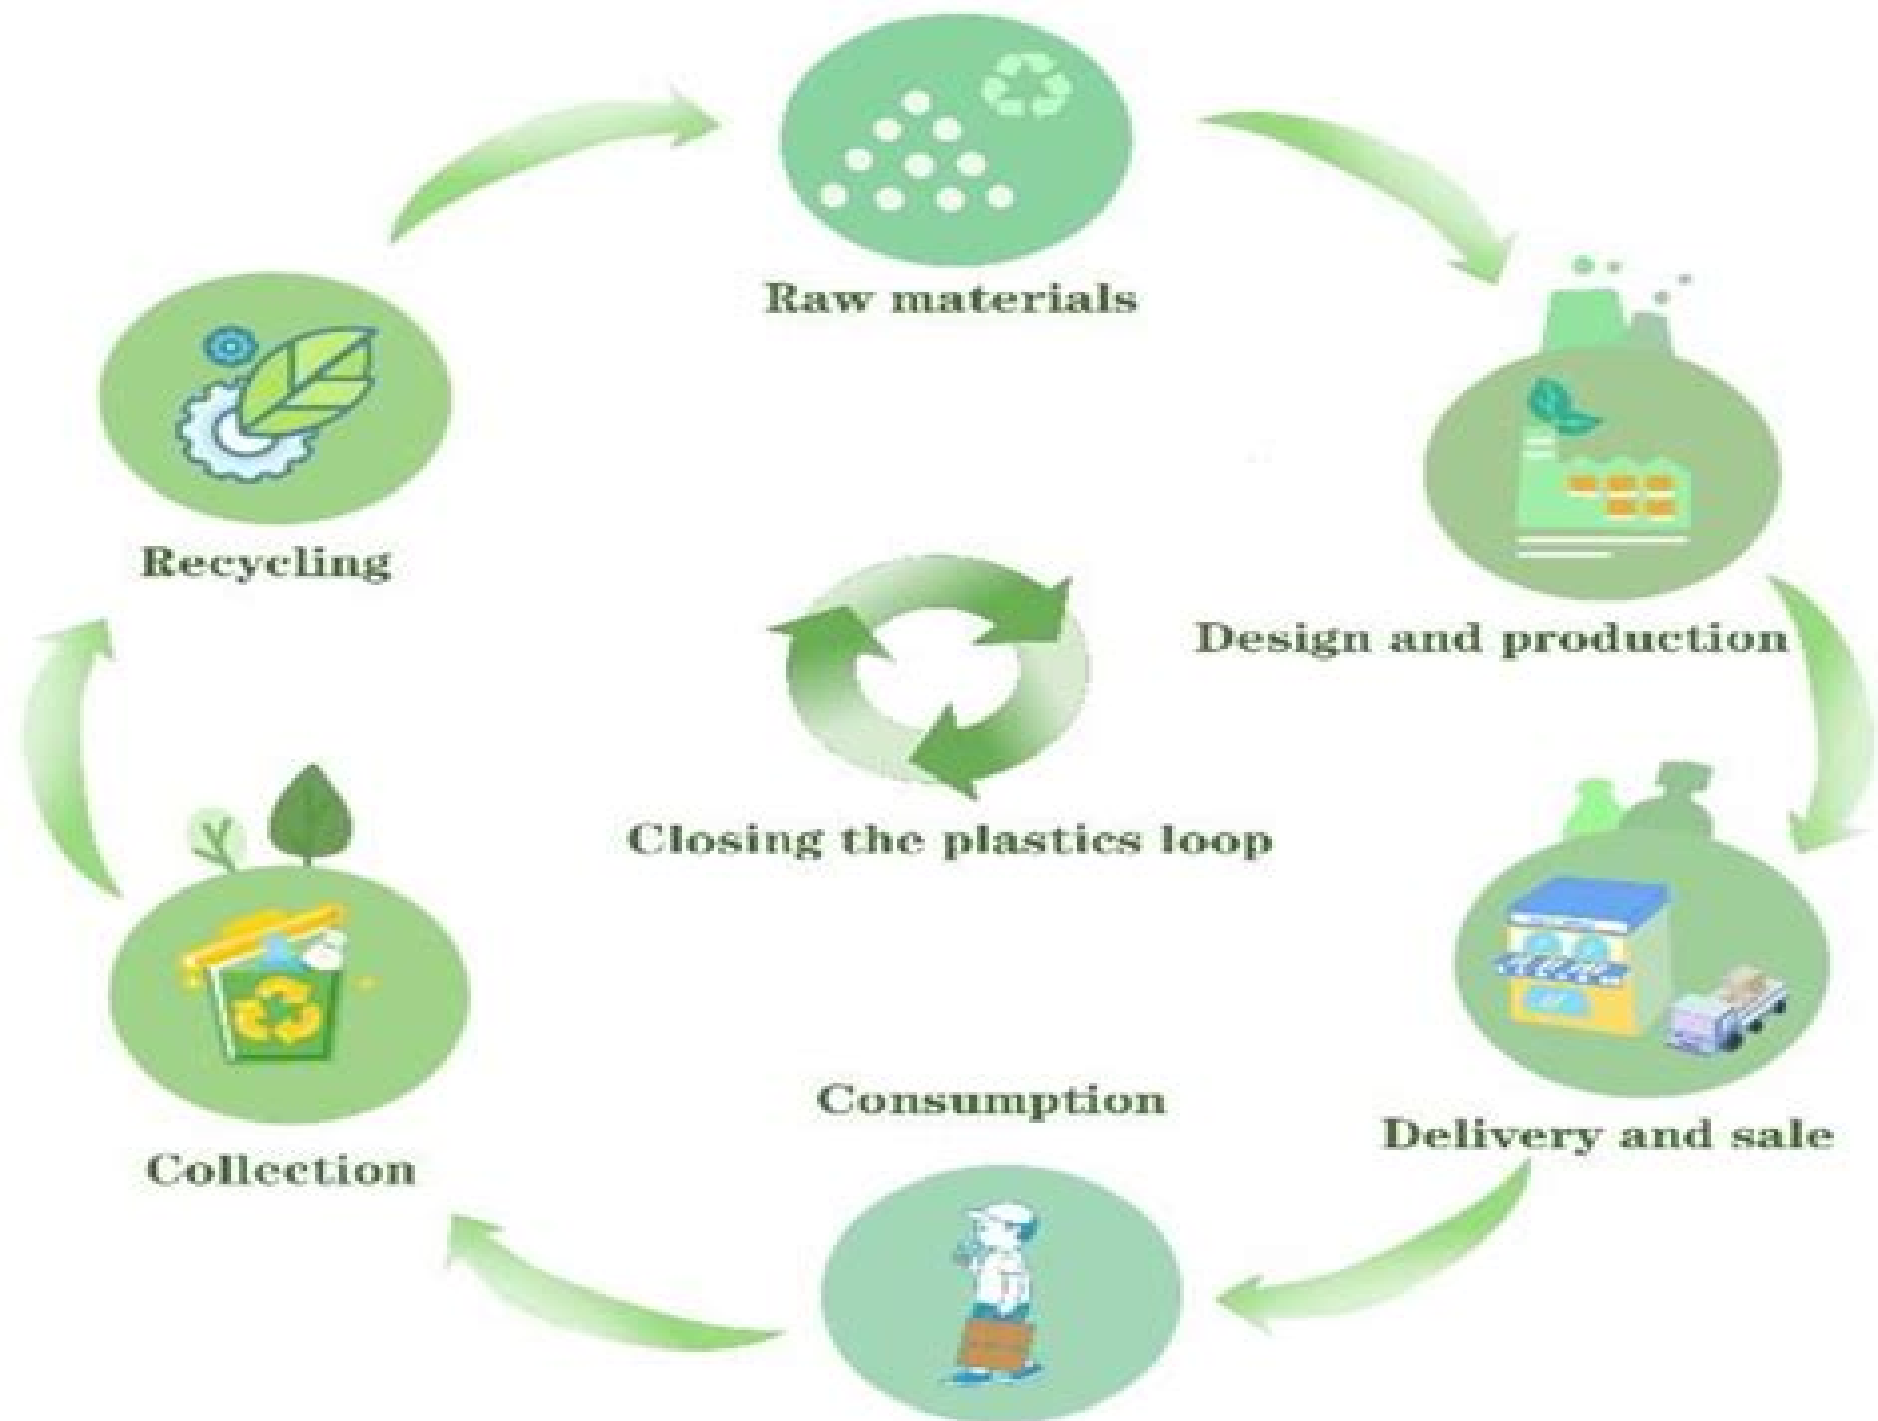 Raw materials
Recycling
Design and production
Closing the plastics loop
Consumption
Delivery and sale
Collection